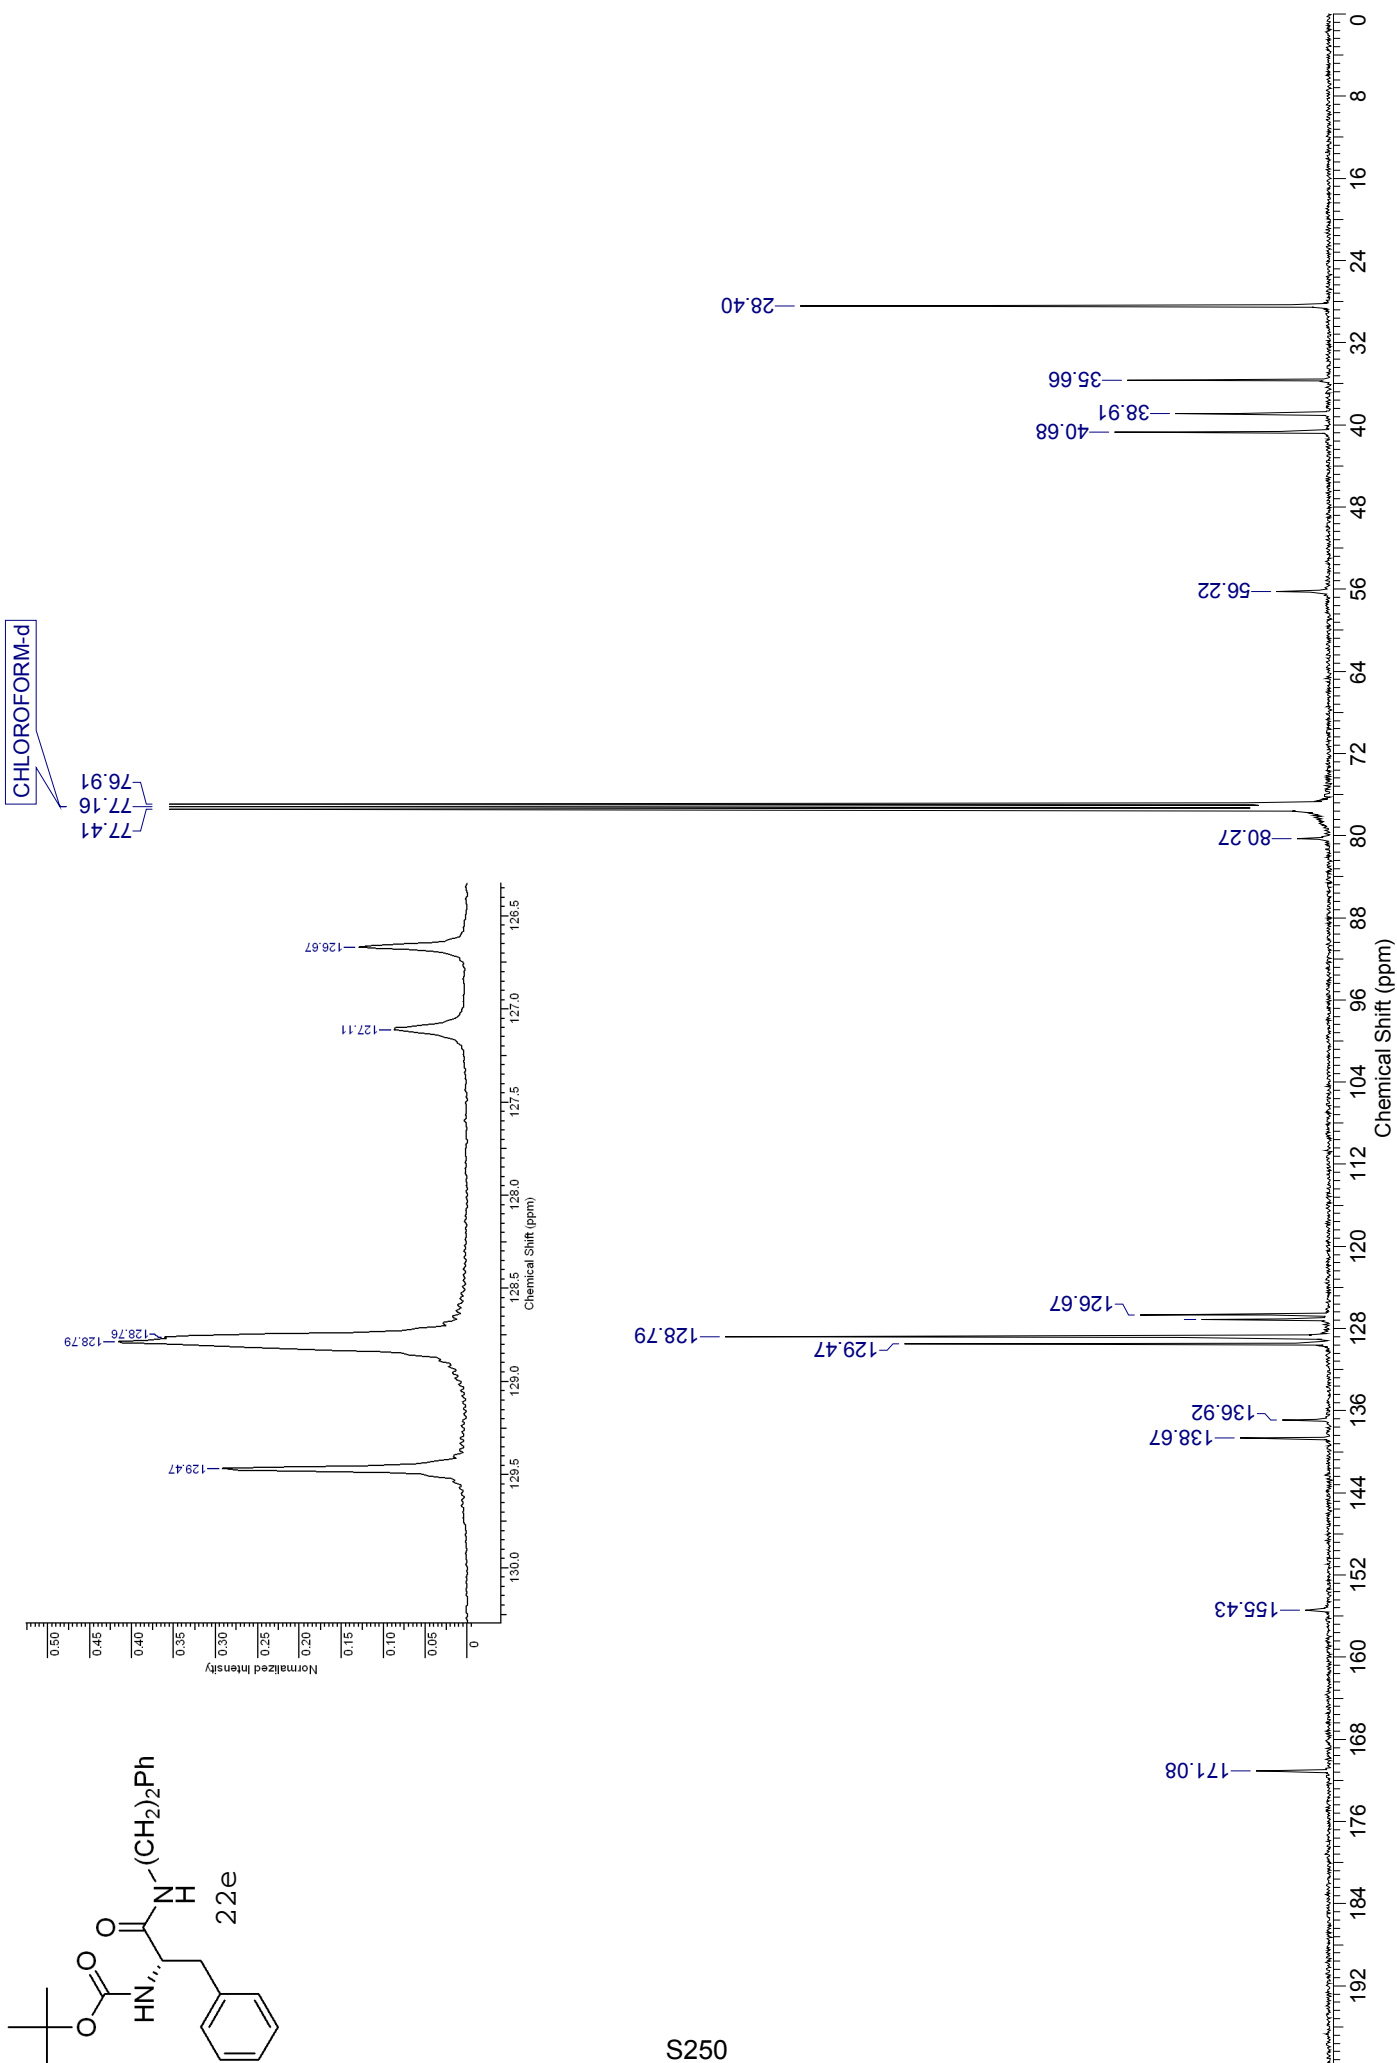 CHLOROFORM-d
77.41
77.16
76.91
171.08
155.43
138.67
136.92
129.47
128.79
126.67
80.27
56.22
40.68
38.91
35.66
28.40
192 184 176 168 160 152 144 136 128 120 112 104 96 88 80 72 64 56 48 40 32 24 16 8 0
Chemical Shift (ppm)
Normalized Intensity
0.50
0.45
0.40
0.35
0.30
0.25
0.20
0.15
0.10
0.05
0
129.47
128.79
128.76
127.11
126.67
130.0 129.5 129.0 128.5 128.0 127.5 127.0 126.5
Chemical Shift (ppm)
O
O
HN
O
N
H
(CH2)2Ph
22e
S250